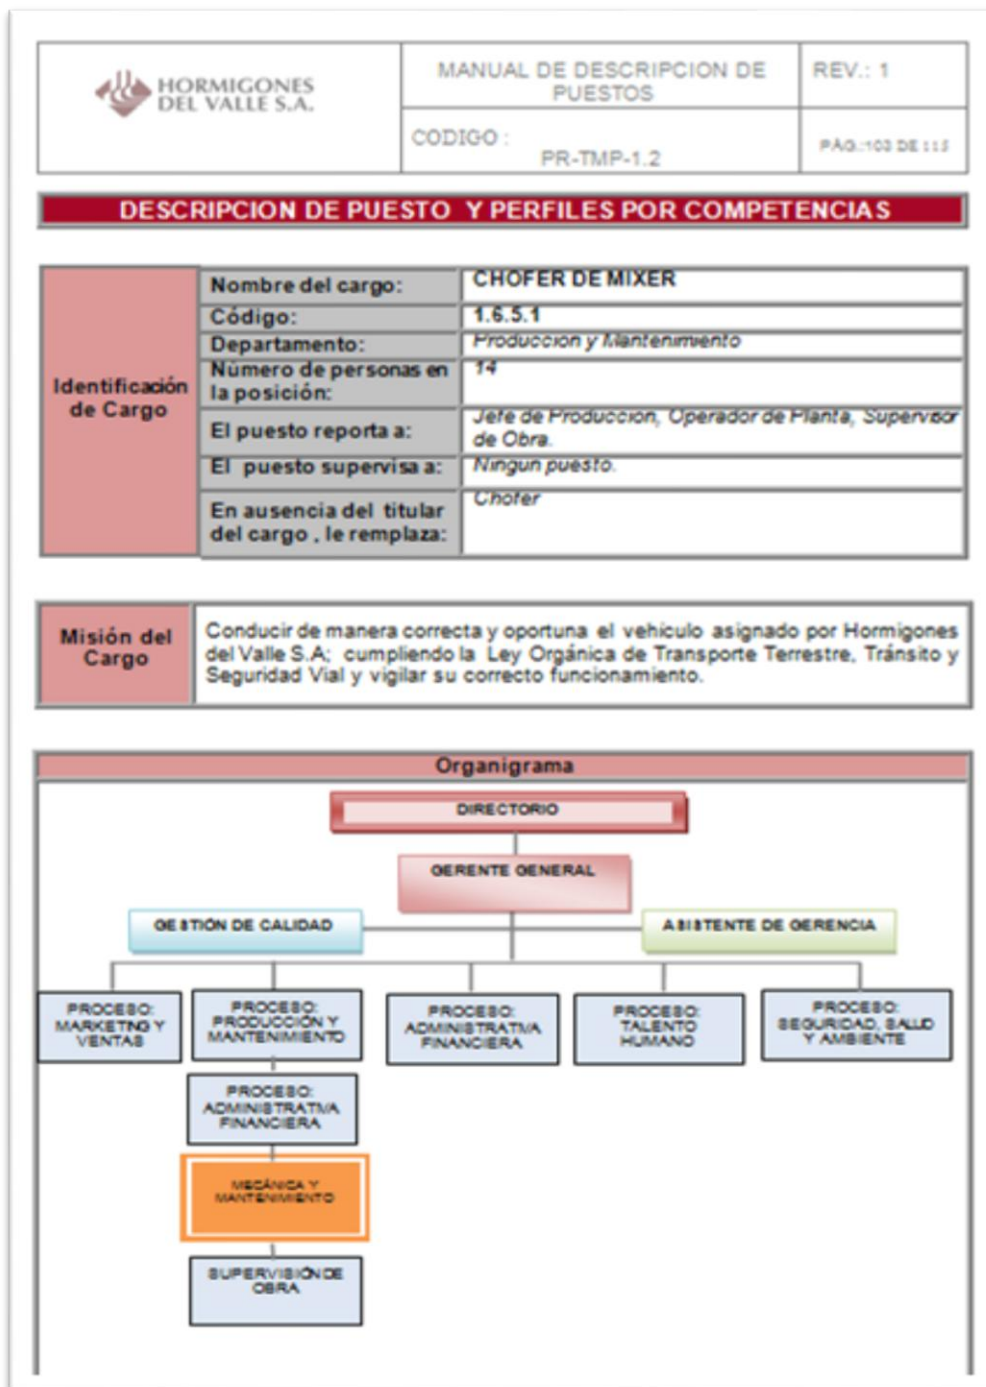 HORMIGONES
DEL VALLE S.A.
MANUAL DE DESCRIPCION DE
PUESTOS
REV.: 1
CODIGO :
PR-TMP-1.2
PÁG.:103 DE 115
DESCRIPCION DE PUESTO Y PERFILES POR COMPETENCIAS
Identificación
de Cargo
Nombre del cargo:
CHOFER DE MIXER
Código:
1.6.5.1
Departamento:
Producción y Mantenimiento
Número de personas en
la posición:
14
El puesto reporta a:
Jefe de Producción, Operador de Planta, Supervisor
de Obra.
El puesto supervisa a:
Ningun puesto.
En ausencia del titular
del cargo , le remplaza:
Chofer
Misión del
Cargo
Conducir de manera correcta y oportuna el vehículo asignado por Hormigones
del Valle S.A; cumpliendo la Ley Orgánica de Transporte Terrestre, Tránsito y
Seguridad Vial y vigilar su correcto funcionamiento.
Organigrama
DIRECTORIO
GERENTE GENERAL
GESTIÓN DE CALIDAD
ASISTENTE DE GERENCIA
PROCESO:
MARKETING Y
VENTAS
PROCESO:
PRODUCCIÓN Y
MANTENIMIENTO
PROCESO:
ADMINISTRATIVA
FINANCIERA
PROCESO:
TALENTO
HUMANO
PROCESO:
SEGURIDAD, SALUD
Y AMBIENTE
PROCESO:
ADMINISTRATIVA
FINANCIERA
MECÁNICA Y
MANTENIMIENTO
SUPERVISIÓN DE
OBRA